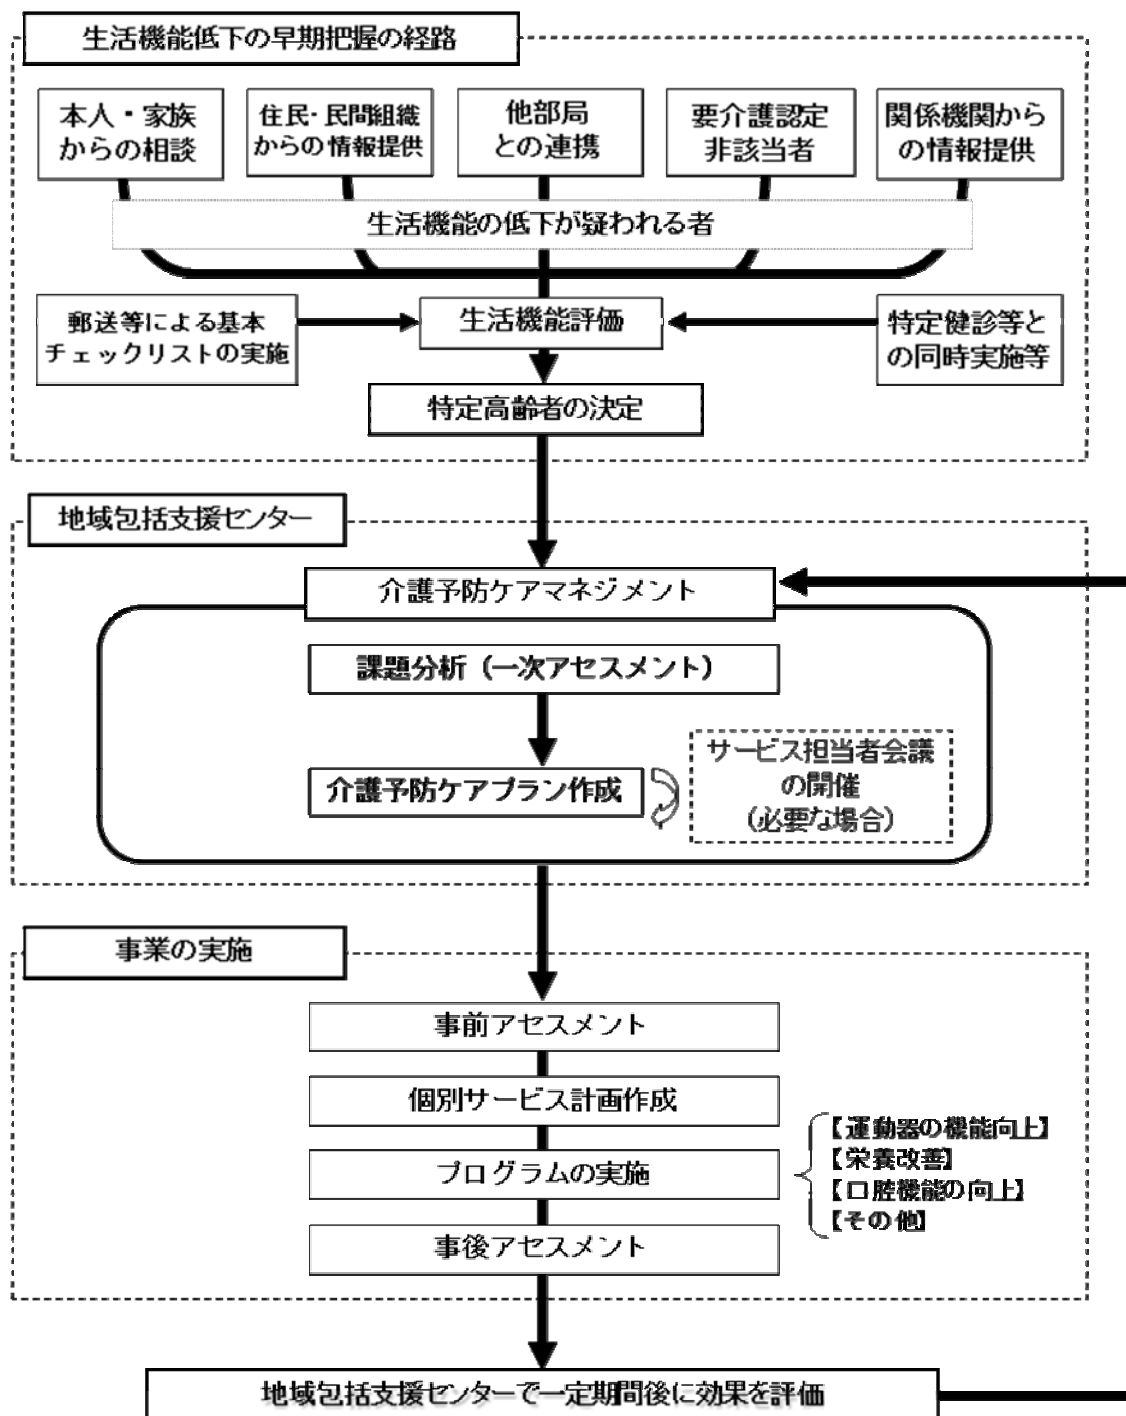 生活機能低下の早期把握の経路
本人・家族
からの相談
住民・民間組織
からの情報提供
他部局
との連携
要介護認定
非該当者
関係機関から
の情報提供
生活機能の低下が疑われる者
郵送等による基本
チェックリストの実施
生活機能評価
特定健診等と
の同時実施等
特定高齢者の決定
地域包括支援センター
介護予防ケアマネジメント
課題分析（一次アセスメント）
介護予防ケアプラン作成
サービス担当者会議
の開催
（必要な場合）
事業の実施
事前アセスメント
個別サービス計画作成
プログラムの実施
【運動器の機能向上】
【栄養改善】
【口腔機能の向上】
【その他】
事後アセスメント
地域包括支援センターで一定期間後に効果を評価